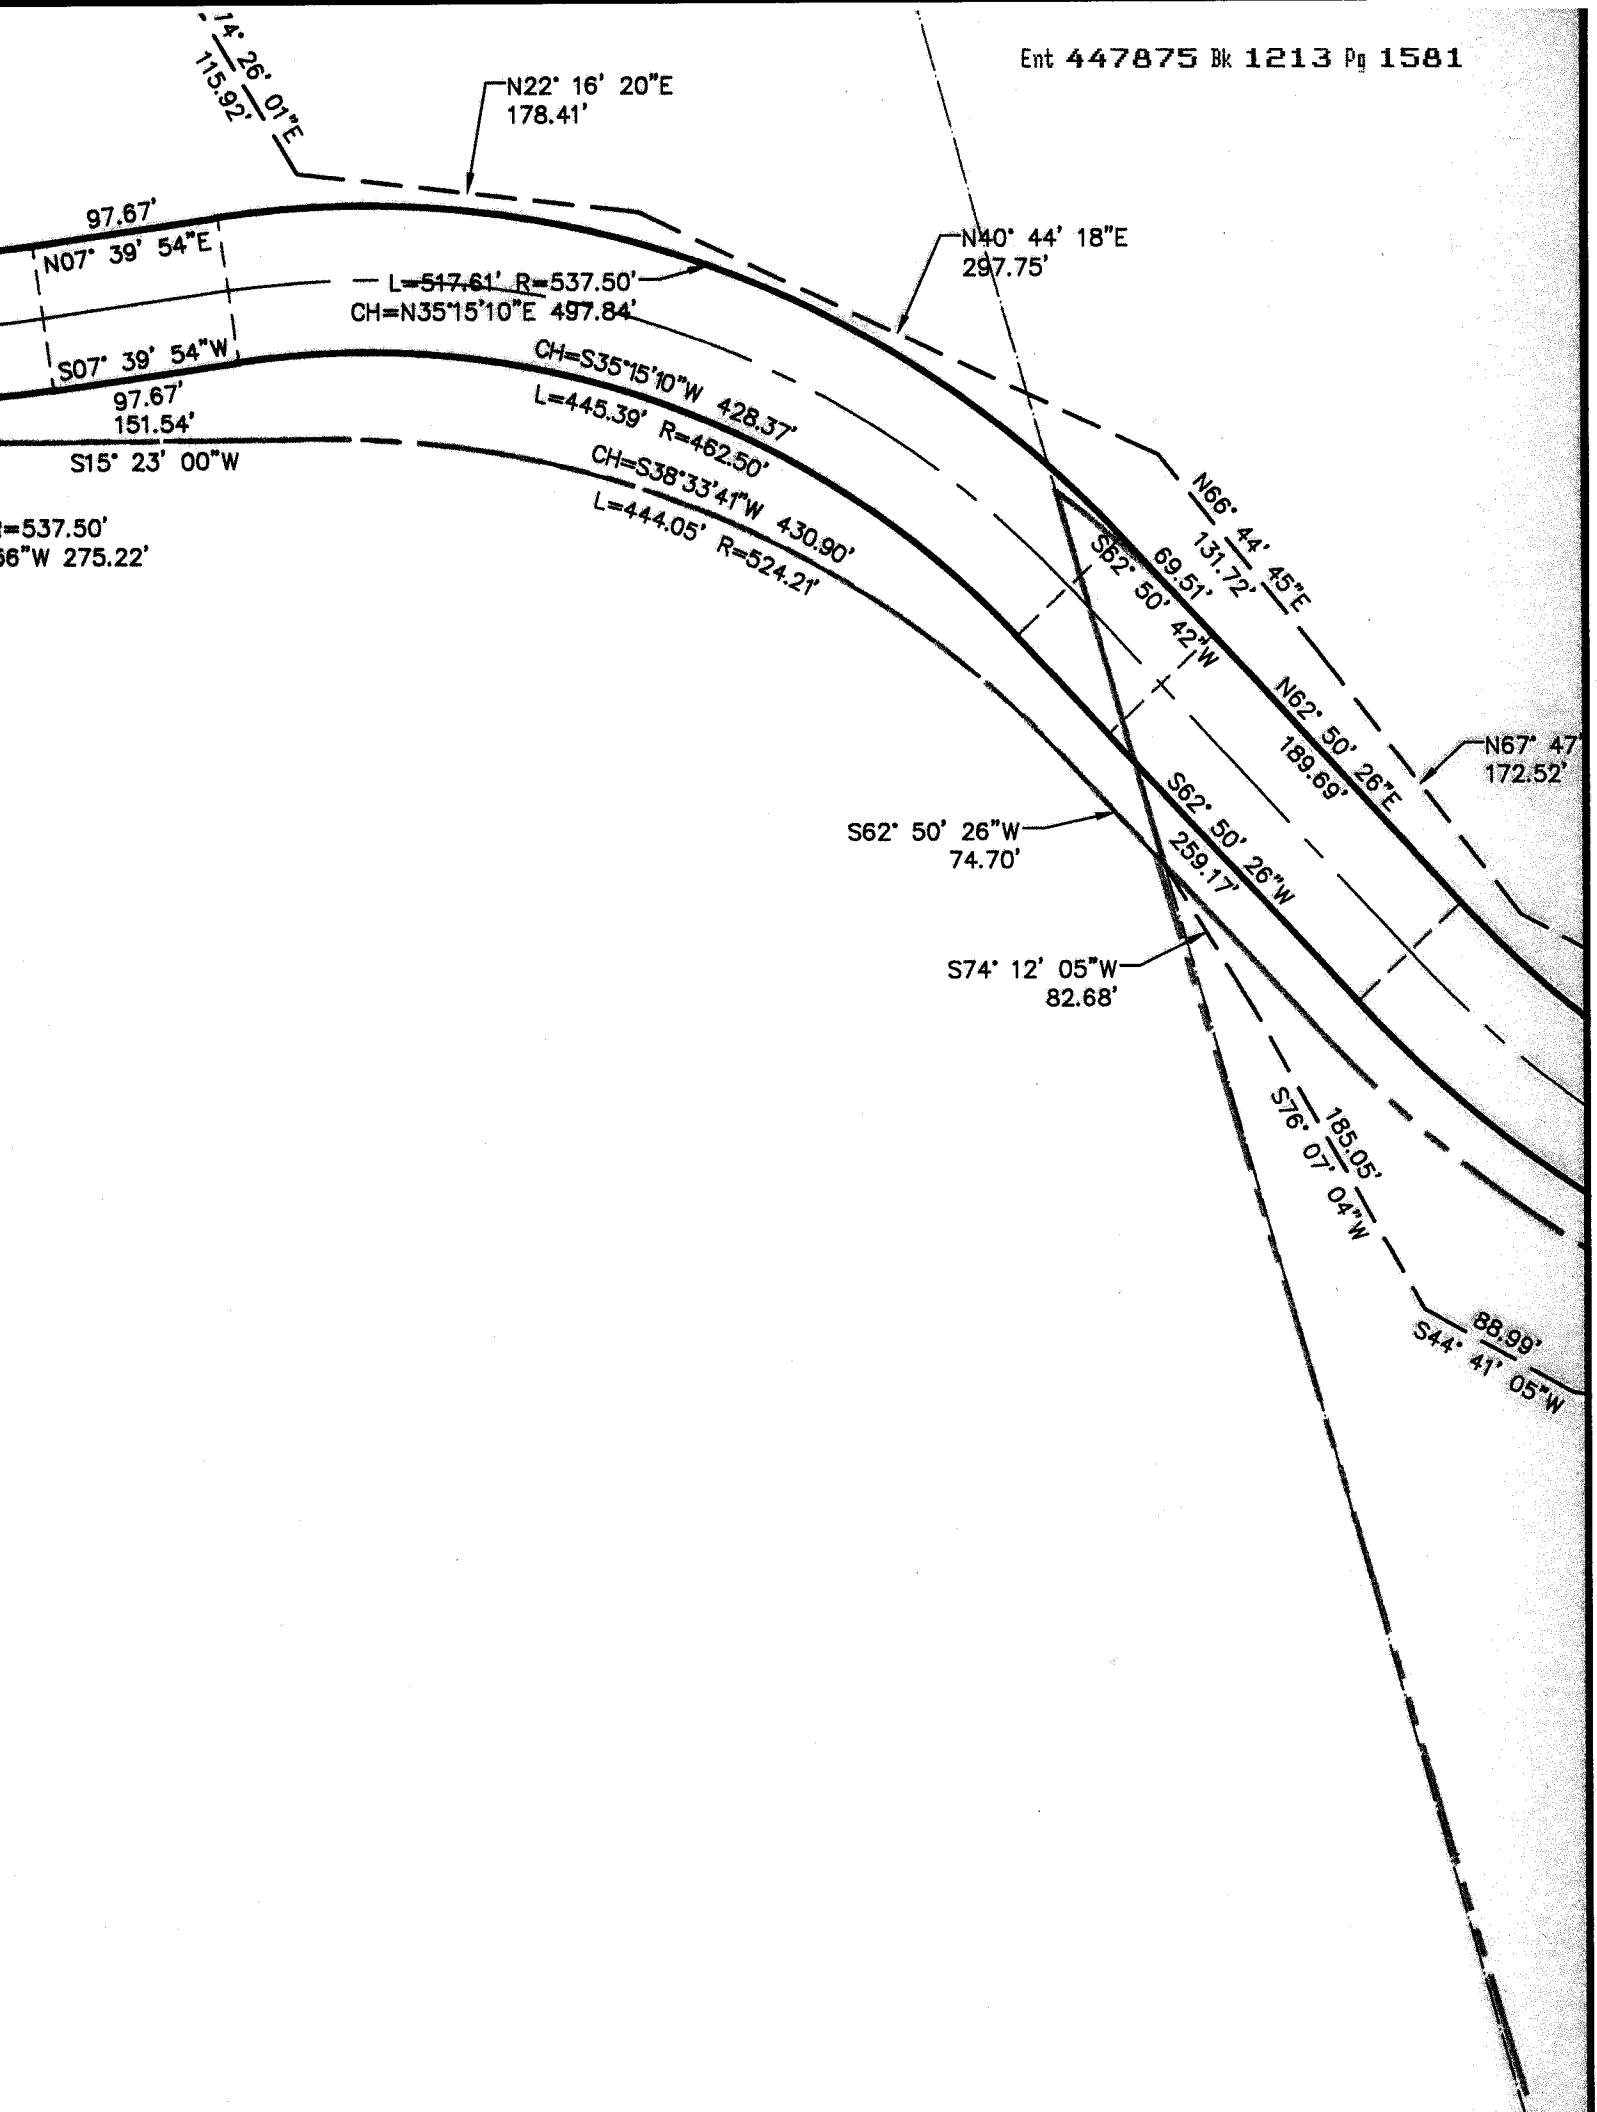 Ent 447875 Bk 1213 Pg 1581
14° 26' 01"E
115.92'
N22° 16' 20"E
178.41'
97.67'
N07° 39' 54"E
N40° 44' 18"E
297.75'
L=517.61' R=537.50'
CH=N35°15'10"E 497.84'
S07° 39' 54"W
97.67'
151.54'
S15° 23' 00"W
CH=S35°15'10"W 428.37'
L=445.39' R=462.50'
CH=S38°33'41"W 430.90'
L=444.05' R=524.21'
R=537.50'
66"W 275.22'
N66° 44' 45"E
131.72'
69.51'
S62° 50' 42"W
N62° 50' 26"E
189.69'
N67° 47'
172.52'
S62° 50' 26"W
259.17'
S62° 50' 26"W
74.70'
S74° 12' 05"W
82.68'
185.05'
S76° 07' 04"W
88.99'
S44° 41' 05"W